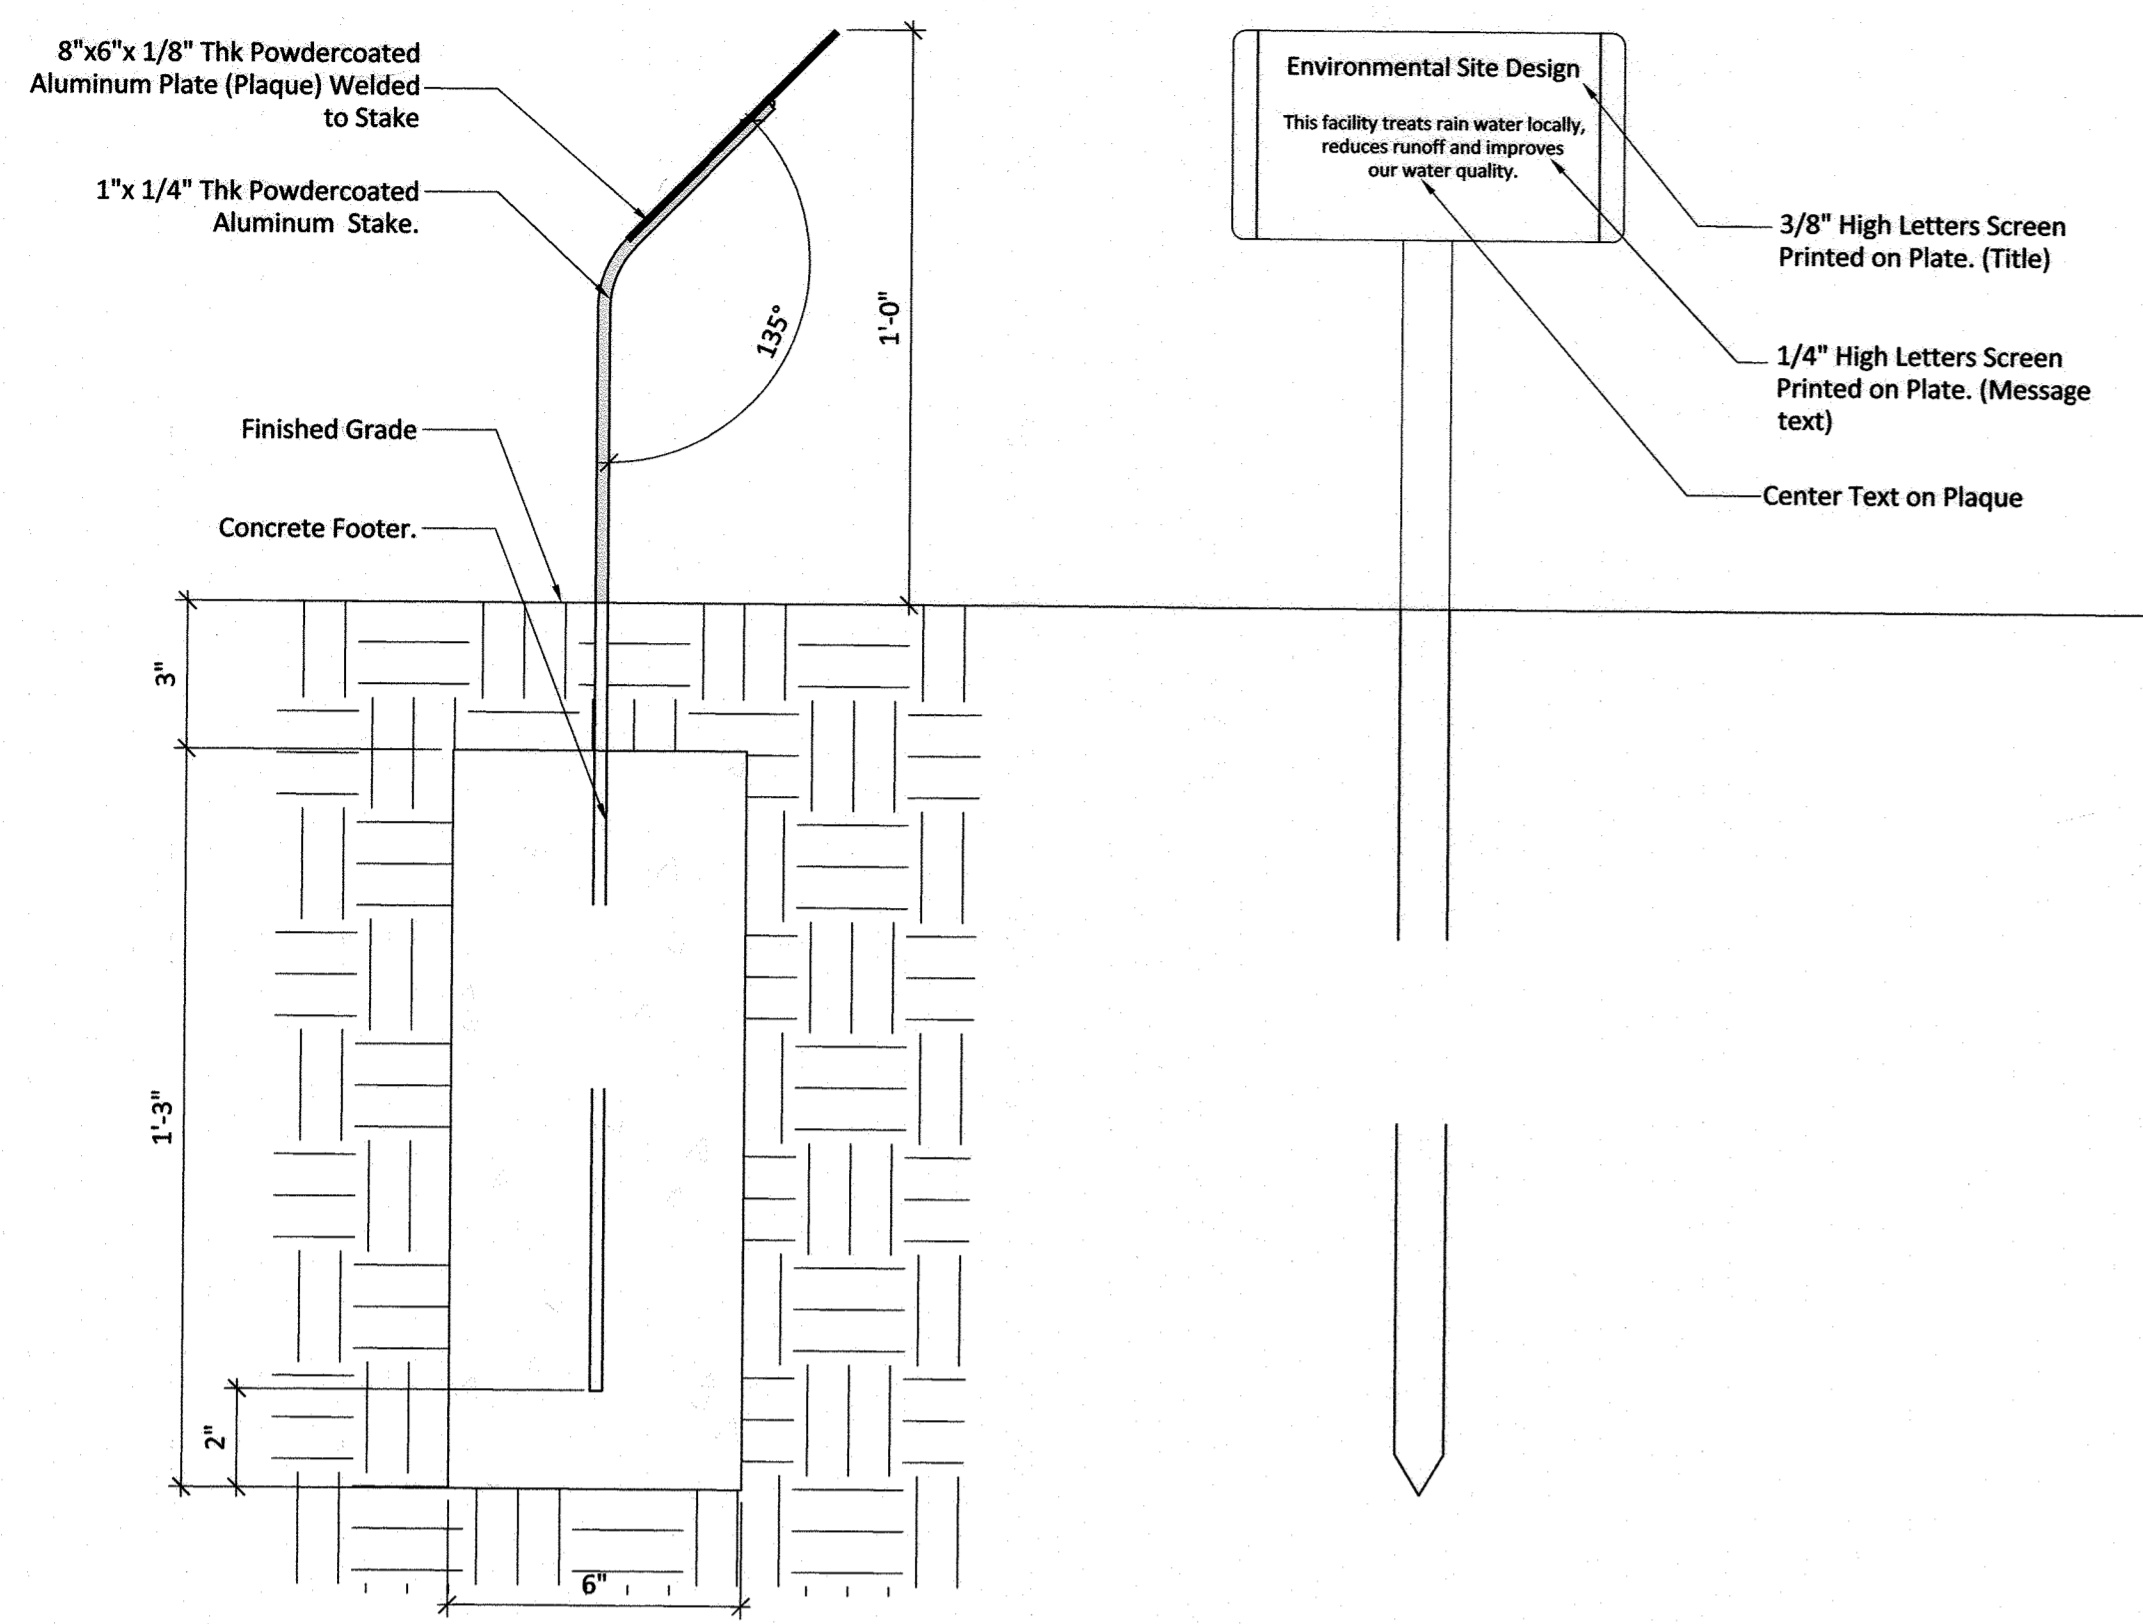 8"x6"x 1/8" Thk Powdercoated
Aluminum Plate (Plaque) Welded
to Stake
1"x 1/4" Thk Powdercoated
Aluminum Stake.
Finished Grade
Concrete Footer.
135°
1'-0"
3"
1'-3"
2"
6"
Environmental Site Design
This facility treats rain water locally,
reduces runoff and improves
our water quality.
3/8" High Letters Screen
Printed on Plate. (Title)
1/4" High Letters Screen
Printed on Plate. (Message
text)
Center Text on Plaque